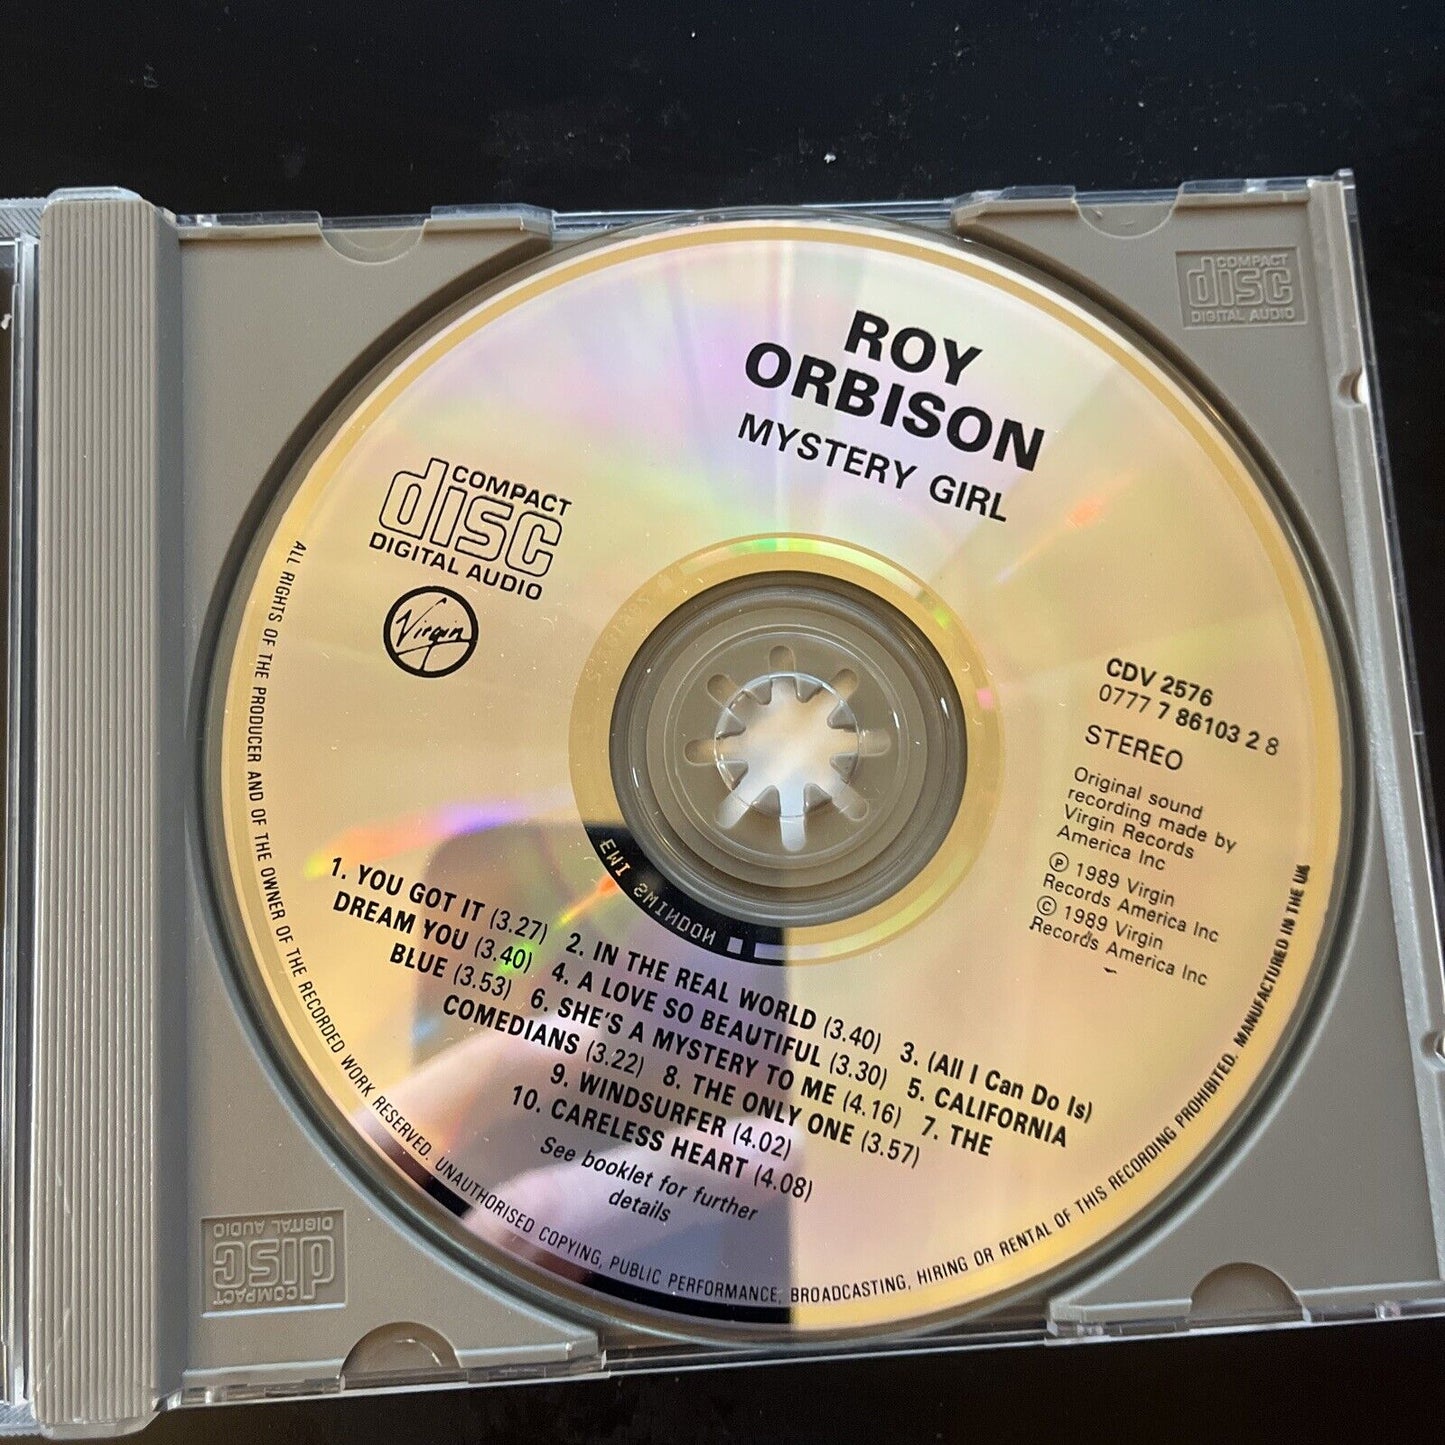 ROY
ORBISON
MYSTERY GIRL
COMPACT
disc
DIGITAL AUDIO
Virgin
CDV 2576
0777 7 86103 2 8
STEREO
Original sound
recording made by
Virgin Records
America Inc
℗ 1989 Virgin
Records America Inc
© 1989 Virgin
Records America Inc
1. YOU GOT IT (3.27) 2. IN THE REAL WORLD (3.40) 3. (All I Can Do Is)
DREAM YOU (3.40) 4. A LOVE SO BEAUTIFUL (3.30) 5. CALIFORNIA
BLUE (3.53) 6. SHE'S A MYSTERY TO ME (4.16) 7. THE
COMEDIANS (3.22) 8. THE ONLY ONE (3.57)
9. WINDSURFER (4.02)
10. CARELESS HEART (4.08)
See booklet for further
details
ALL RIGHTS OF THE PRODUCER AND OF THE OWNER OF THE RECORDED WORK RESERVED. UNAUTHORISED COPYING, PUBLIC PERFORMANCE, BROADCASTING, HIRING OR RENTAL OF THIS RECORDING PROHIBITED. MANUFACTURED IN THE UK
EMI SWINDON
COMPACT
disc
DIGITAL AUDIO
COMPACT
disc
DIGITAL AUDIO